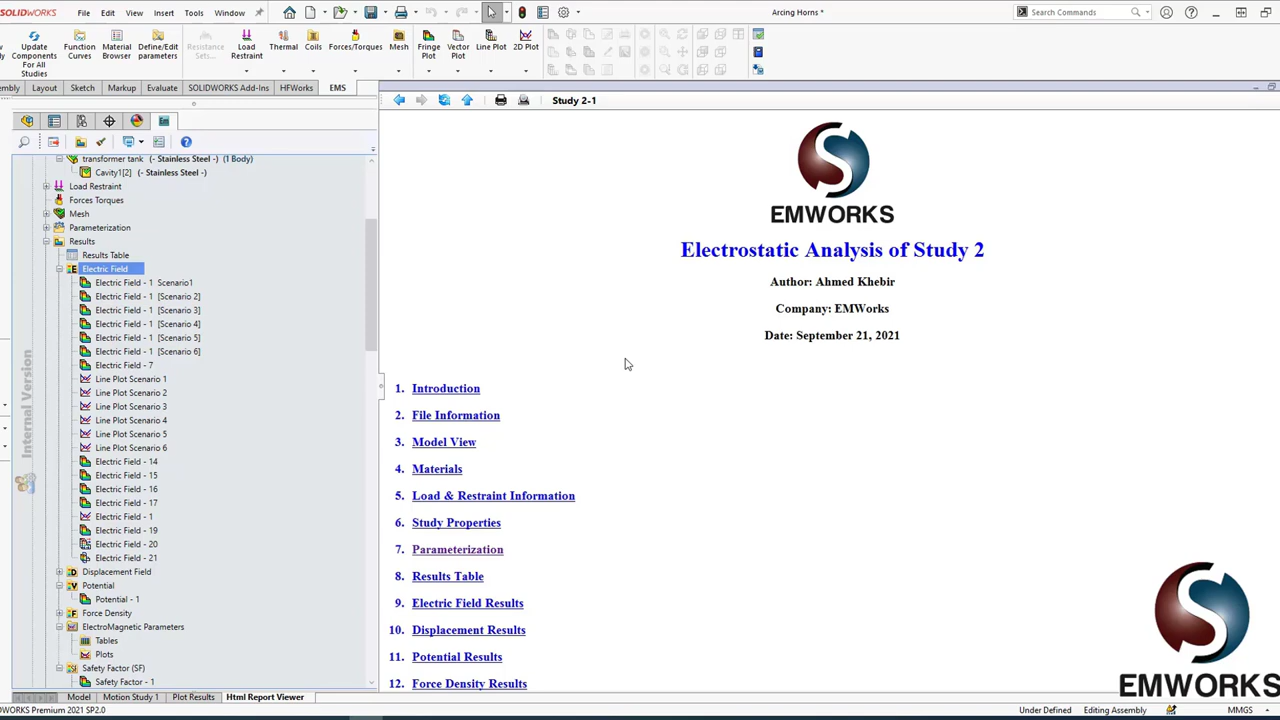 SOLIDWORKS File Edit View Insert Tools Window Arcing Horns Search Commands
Update Components For All Studies
Function Curves
Material Browser
Define/Edit parameters
Resistance Sets...
Load Restraint
Thermal
Coils
Forces/Torques
Mesh
Fringe Plot
Vector Plot
Line Plot
2D Plot
Layout Sketch Markup Evaluate SOLIDWORKS Add-Ins HFWorks EMS
Study 2-1
transformer tank (- Stainless Steel -) (1 Body)
Cavity1[2] (- Stainless Steel -)
Load Restraint
Forces Torques
Mesh
Parameterization
Results
Results Table
Electric Field
Electric Field - 1 Scenario1
Electric Field - 1 [Scenario 2]
Electric Field - 1 [Scenario 3]
Electric Field - 1 [Scenario 4]
Electric Field - 1 [Scenario 5]
Electric Field - 1 [Scenario 6]
Electric Field - 7
Line Plot Scenario 1
Line Plot Scenario 2
Line Plot Scenario 3
Line Plot Scenario 4
Line Plot Scenario 5
Line Plot Scenario 6
Electric Field - 14
Electric Field - 15
Electric Field - 16
Electric Field - 17
Electric Field - 1
Electric Field - 19
Electric Field - 20
Electric Field - 21
Displacement Field
Potential
Potential - 1
Force Density
ElectroMagnetic Parameters
Tables
Plots
Safety Factor (SF)
Safety Factor - 1
Internal Version
EMWORKS
Electrostatic Analysis of Study 2
Author: Ahmed Khebir
Company: EMWorks
Date: September 21, 2021
1. Introduction
2. File Information
3. Model View
4. Materials
5. Load & Restraint Information
6. Study Properties
7. Parameterization
8. Results Table
9. Electric Field Results
10. Displacement Results
11. Potential Results
12. Force Density Results
EMWORKS
Model Motion Study 1 Plot Results Html Report Viewer
Under Defined Editing Assembly MMGS